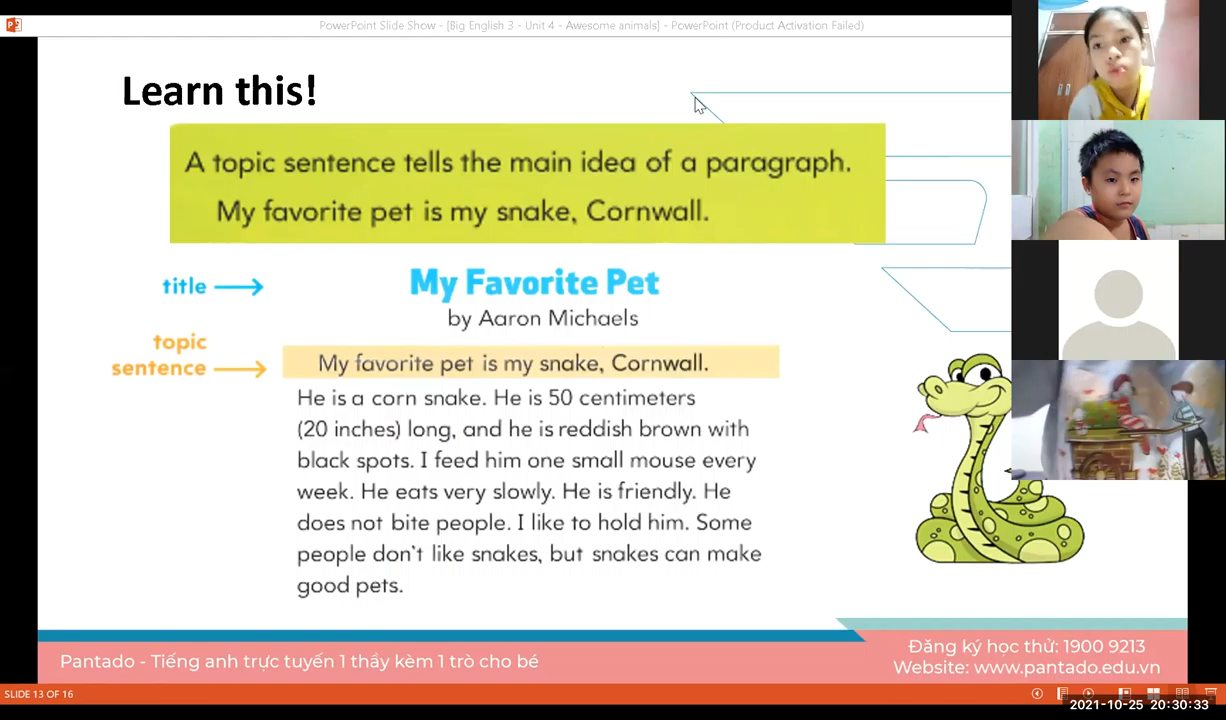 PowerPoint Slide Show - [Big English 3 - Unit 4 - Awesome animals] - PowerPoint (Product Activation Failed)
Learn this!
A topic sentence tells the main idea of a paragraph.
My favorite pet is my snake, Cornwall.
title
My Favorite Pet
by Aaron Michaels
topic
sentence
My favorite pet is my snake, Cornwall.
He is a corn snake. He is 50 centimeters
(20 inches) long, and he is reddish brown with
black spots. I feed him one small mouse every
week. He eats very slowly. He is friendly. He
does not bite people. I like to hold him. Some
people don't like snakes, but snakes can make
good pets.
Pantado - Tiếng anh trực tuyến 1 thầy kèm 1 trò cho bé
Đăng ký học thử: 1900 9213
Website: www.pantado.edu.vn
SLIDE 13 OF 16
2021-10-25 20:30:33